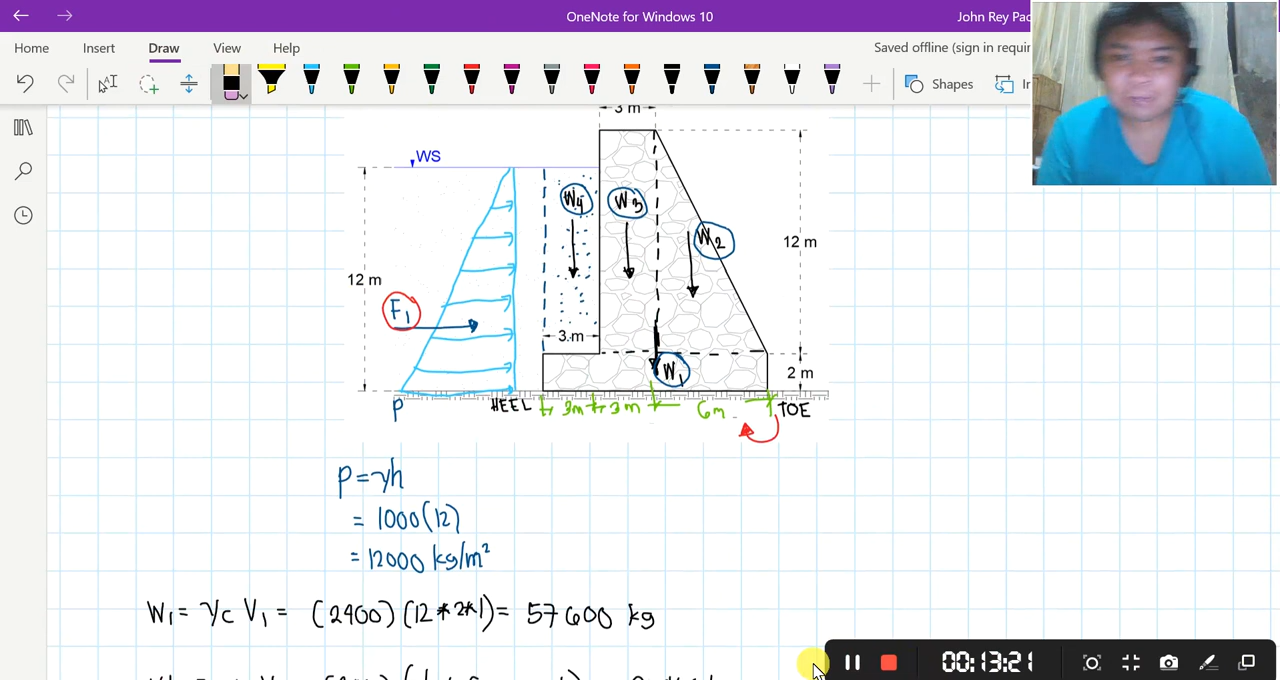 OneNote for Windows 10
John Rey Pac
Home Insert Draw View Help
Saved offline (sign in requir
Shapes
In
3 m
WS
W4 W3
W2
12 m
12 m
F1
3 m
W1
2 m
P HEEL 3m 3m 6m TOE
P = γh
= 1000(12)
= 12000 kg/m²
W1 = γc V1 = (2400)(12*2*1) = 57600 kg
00:13:21